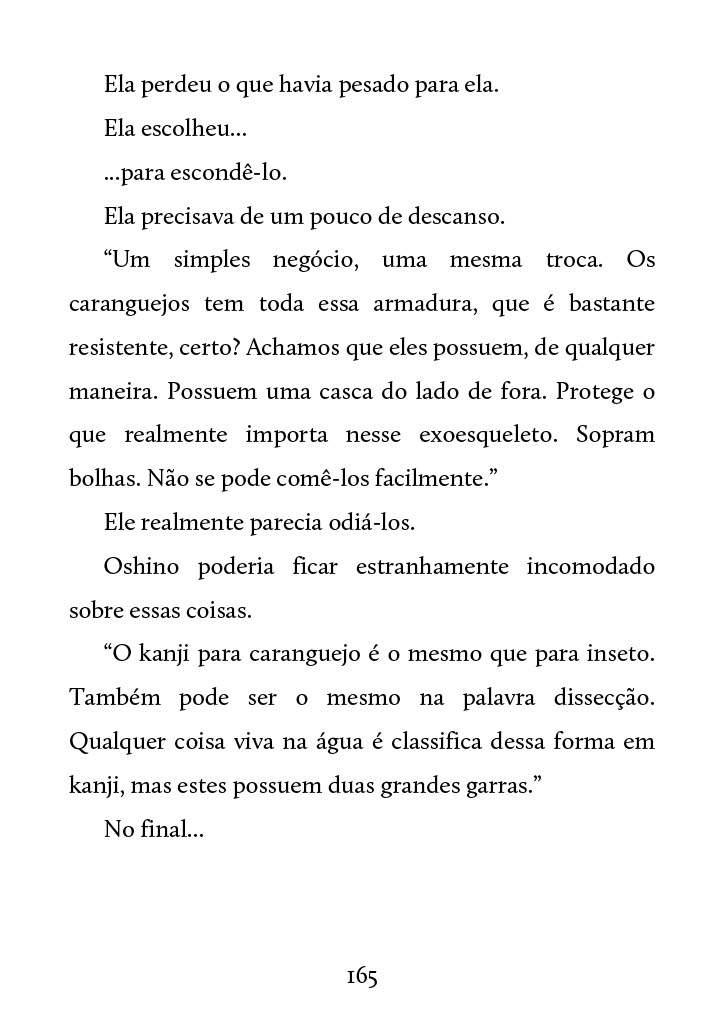 Ela perdeu o que havia pesado para ela.
Ela escolheu...
...para escondê-lo.
Ela precisava de um pouco de descanso.
“Um simples negócio, uma mesma troca. Os
caranguejos tem toda essa armadura, que é bastante
resistente, certo? Achamos que eles possuem, de qualquer
maneira. Possuem uma casca do lado de fora. Protege o
que realmente importa nesse exoesqueleto. Sopram
bolhas. Não se pode comê-los facilmente.”
Ele realmente parecia odiá-los.
Oshino poderia ficar estranhamente incomodado
sobre essas coisas.
“O kanji para caranguejo é o mesmo que para inseto.
Também pode ser o mesmo na palavra dissecção.
Qualquer coisa viva na água é classifica dessa forma em
kanji, mas estes possuem duas grandes garras.”
No final...
165